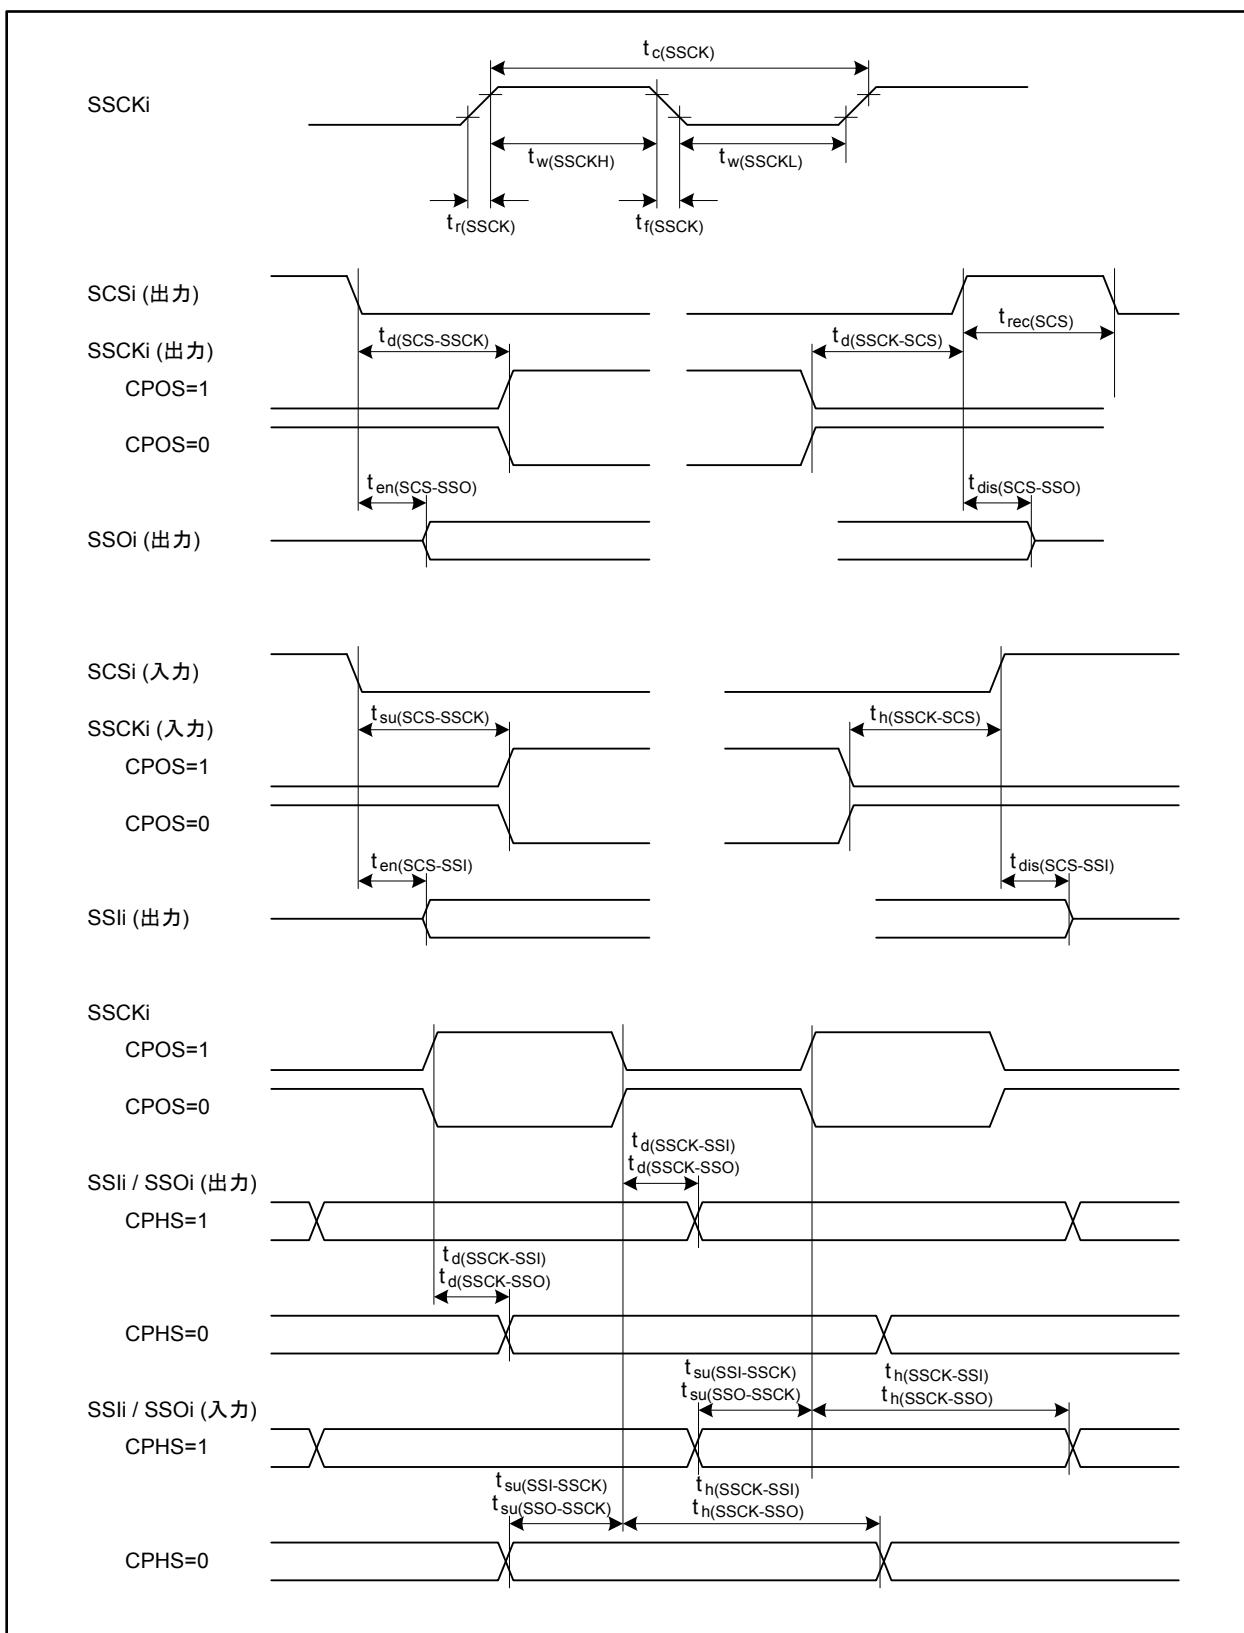 tc(SSCK)
SSCKi
tw(SSCKH)
tw(SSCKL)
tr(SSCK)
tf(SSCK)
SCSi (出力)
trec(SCS)
td(SCS-SSCK)
td(SSCK-SCS)
SSCKi (出力)
CPOS=1
CPOS=0
ten(SCS-SSO)
tdis(SCS-SSO)
SSOi (出力)
SCSi (入力)
tsu(SCS-SSCK)
th(SSCK-SCS)
SSCKi (入力)
CPOS=1
CPOS=0
ten(SCS-SSI)
tdis(SCS-SSI)
SSIi (出力)
SSCKi
CPOS=1
CPOS=0
td(SSCK-SSI)
td(SSCK-SSO)
SSIi / SSOi (出力)
CPHS=1
td(SSCK-SSI)
td(SSCK-SSO)
CPHS=0
tsu(SSI-SSCK)
tsu(SSO-SSCK)
th(SSCK-SSI)
th(SSCK-SSO)
SSIi / SSOi (入力)
CPHS=1
tsu(SSI-SSCK)
tsu(SSO-SSCK)
th(SSCK-SSI)
th(SSCK-SSO)
CPHS=0